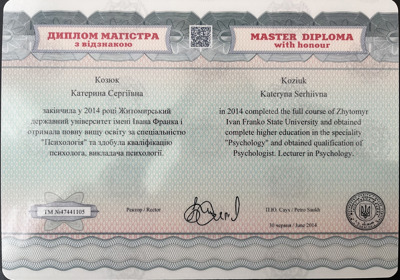 ДИПЛОМ МАГІСТРА
з відзнакою
MASTER DIPLOMA
with honour
Козюк
Катерина Сергіївна
закінчила у 2014 році Житомирський
державний університет імені Івана Франка і
отримала повну вищу освіту за спеціальністю
"Психологія" та здобула кваліфікацію
психолога, викладача психології.
Koziuk
Kateryna Serhiivna
in 2014 completed the full course of Zhytomyr
Ivan Franko State University and obtained
complete higher education in the speciality
"Psychology" and obtained qualification of
Psychologist. Lecturer in Psychology.
ТМ №47441105
Ректор / Rector
П.Ю. Саух / Petro Saukh
30 червня / June 2014